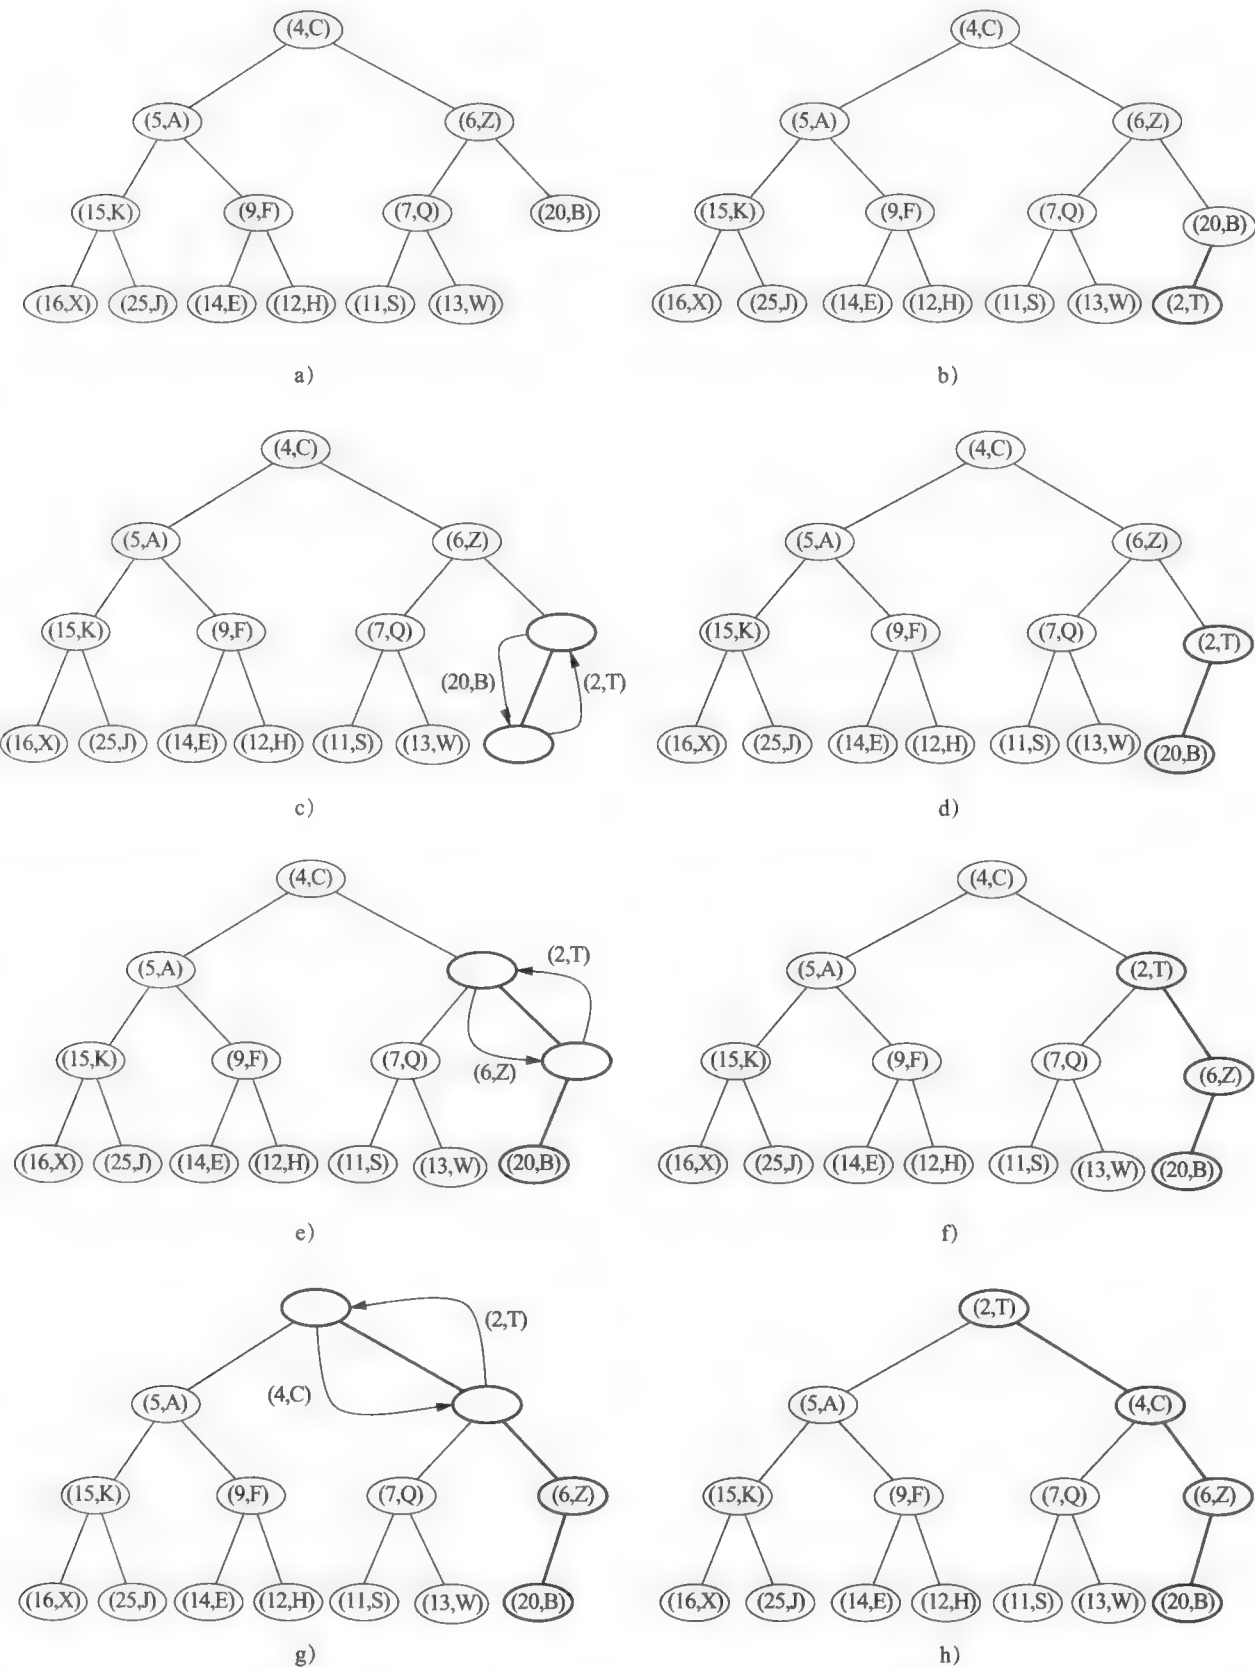 (4,C) (4,C)
(5,A) (6,Z) (5,A) (6,Z)
(15,K) (9,F) (7,Q) (20,B) (15,K) (9,F) (7,Q) (20,B)
(16,X) (25,J) (14,E) (12,H) (11,S) (13,W) (16,X) (25,J) (14,E) (12,H) (11,S) (13,W) (2,T)
a) b)
(4,C) (4,C)
(5,A) (6,Z) (5,A) (6,Z)
(15,K) (9,F) (7,Q) (15,K) (9,F) (7,Q) (2,T)
(20,B) (2,T)
(16,X) (25,J) (14,E) (12,H) (11,S) (13,W) (16,X) (25,J) (14,E) (12,H) (11,S) (13,W) (20,B)
c) d)
(4,C) (4,C)
(2,T)
(5,A) (5,A) (2,T)
(15,K) (9,F) (7,Q) (6,Z) (15,K) (9,F) (7,Q) (6,Z)
(16,X) (25,J) (14,E) (12,H) (11,S) (13,W) (20,B) (16,X) (25,J) (14,E) (12,H) (11,S) (13,W) (20,B)
e) f)
(2,T) (2,T)
(4,C)
(5,A) (5,A) (4,C)
(15,K) (9,F) (7,Q) (6,Z) (15,K) (9,F) (7,Q) (6,Z)
(16,X) (25,J) (14,E) (12,H) (11,S) (13,W) (20,B) (16,X) (25,J) (14,E) (12,H) (11,S) (13,W) (20,B)
g) h)